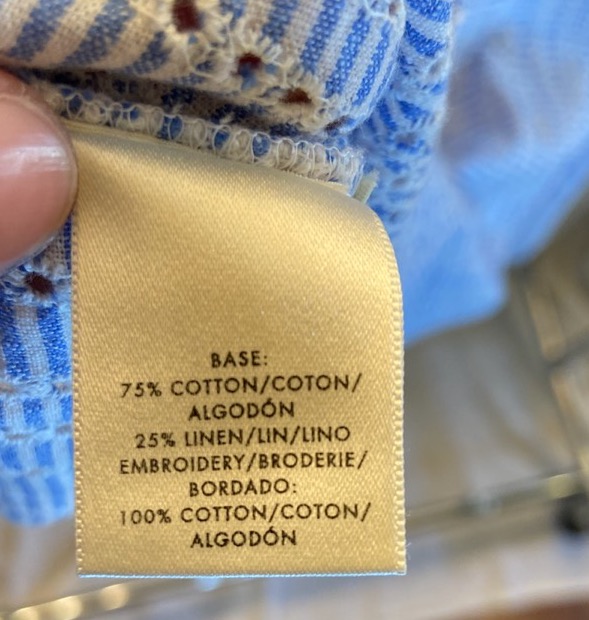 BASE:
75% COTTON/COTON/
ALGODÓN
25% LINEN/LIN/LINO
EMBROIDERY/BRODERIE/
BORDADO:
100% COTTON/COTON/
ALGODÓN